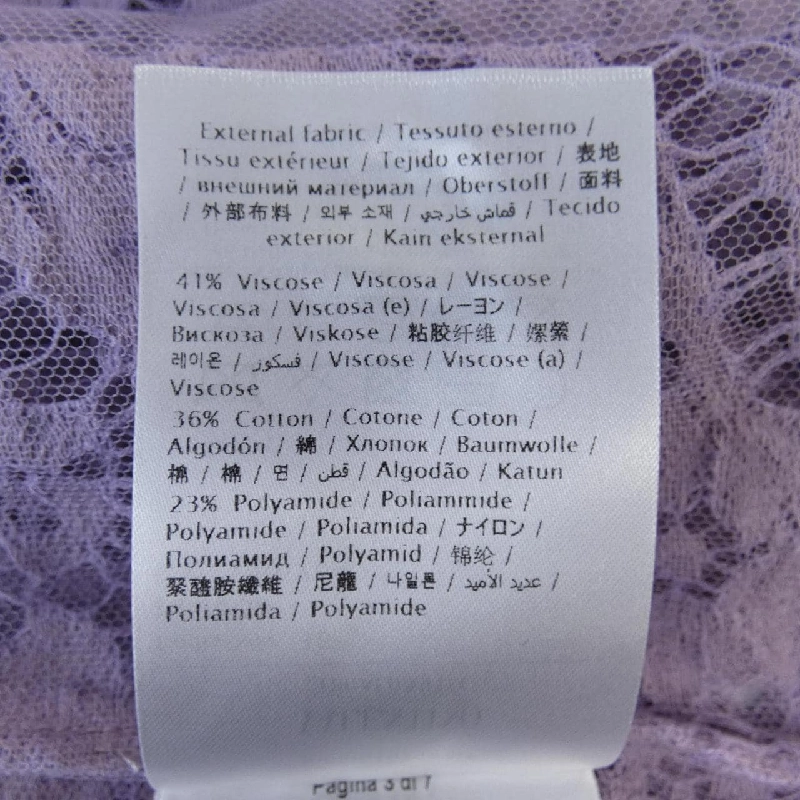 External fabric / Tessuto esterno /
Tissu extérieur / Tejido exterior / 表地
/ внешний материал / Oberstoff / 面料
/ 外部布料 / 외부 소재 / قماش خارجي / Tecido
exterior / Kain eksternal
41% Viscose / Viscosa / Viscose /
Viscosa / Viscosa (e) / レーヨン /
Вискоза / Viskose / 粘胶纤维 / 嫘縈 /
레이온 / فسكوز / Viscose / Viscose (a) /
Viscose
36% Cotton / Cotone / Coton /
Algodón / 綿 / Хлопок / Baumwolle /
棉 / 棉 / 면 / قطن / Algodão / Katun
23% Polyamide / Poliammide /
Polyamide / Poliamida / ナイロン /
Полиамид / Polyamid / 锦纶 /
聚醯胺纖維 / 尼龍 / 나일론 / عديد الأميد /
Poliamida / Polyamide
Pagina 3 di 7